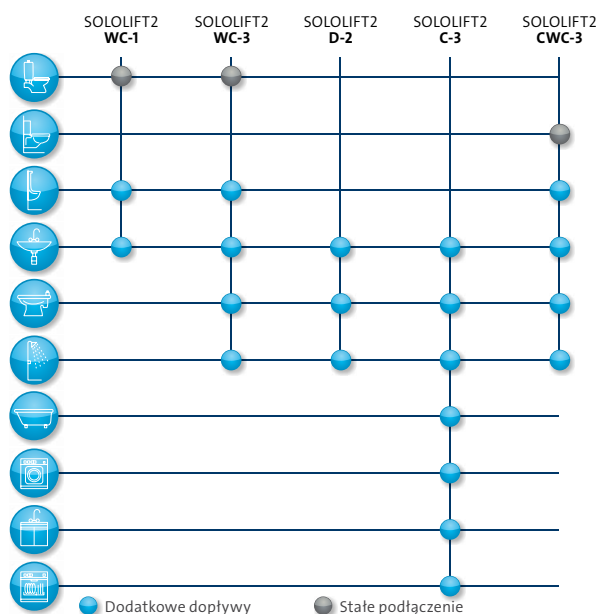 SOLOLIFT2 SOLOLIFT2 SOLOLIFT2 SOLOLIFT2 SOLOLIFT2
WC-1 WC-3 D-2 C-3 CWC-3
Dodatkowe dopływy Stałe podłączenie